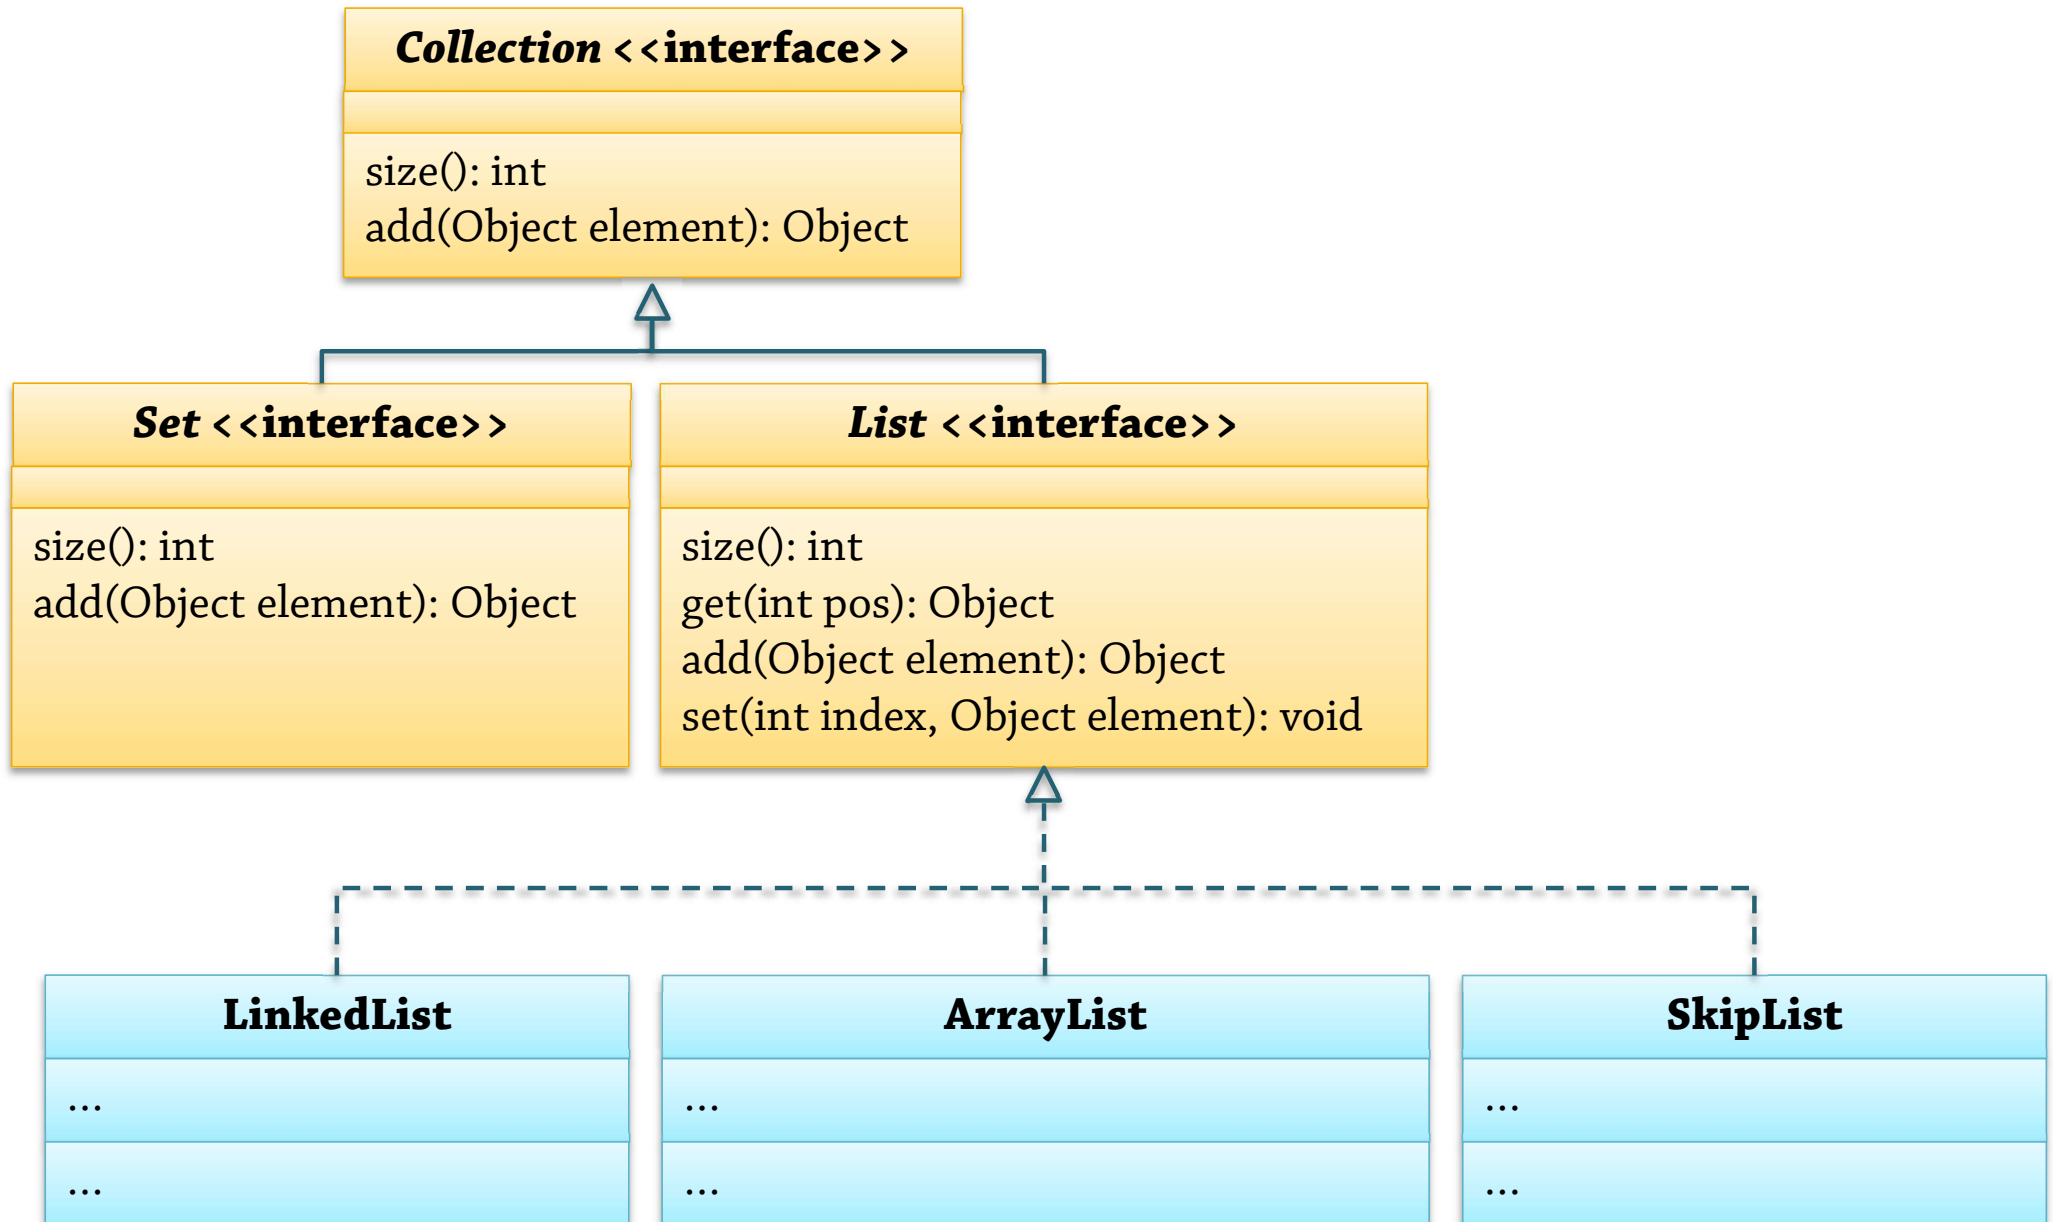 Collection <<interface>>
size(): int
add(Object element): Object
Set <<interface>>
size(): int
add(Object element): Object
List <<interface>>
size(): int
get(int pos): Object
add(Object element): Object
set(int index, Object element): void
LinkedList
...
...
ArrayList
...
...
SkipList
...
...